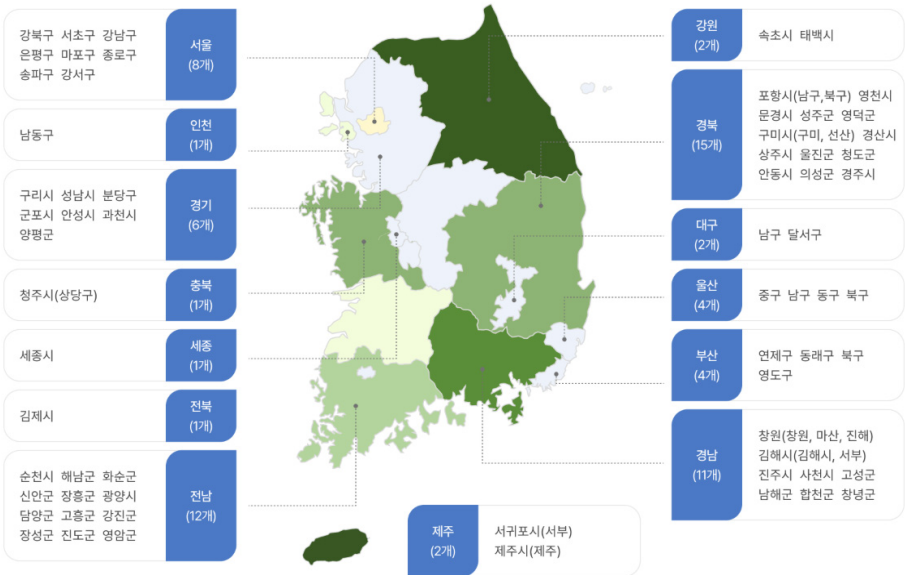 강북구 서초구 강남구
은평구 마포구 종로구
송파구 강서구
서울
(8개)
남동구
인천
(1개)
구리시 성남시 분당구
군포시 안성시 과천시
양평군
경기
(6개)
청주시(상당구)
충북
(1개)
세종시
세종
(1개)
김제시
전북
(1개)
순천시 해남군 화순군
신안군 장흥군 광양시
담양군 고흥군 강진군
장성군 진도군 영암군
전남
(12개)
강원
(2개)
속초시 태백시
경북
(15개)
포항시(남구,북구) 영천시
문경시 성주군 영덕군
구미시(구미, 선산) 경산시
상주시 울진군 청도군
안동시 의성군 경주시
대구
(2개)
남구 달서구
울산
(4개)
중구 남구 동구 북구
부산
(4개)
연제구 동래구 북구
영도구
경남
(11개)
창원(창원, 마산, 진해)
김해시(김해시, 서부)
진주시 사천시 고성군
남해군 합천군 창녕군
제주
(2개)
서귀포시(서부)
제주시(제주)